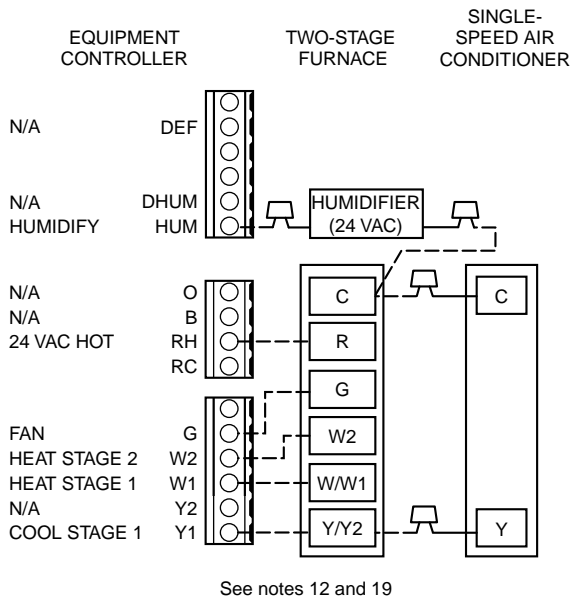 EQUIPMENT
CONTROLLER
TWO-STAGE
FURNACE
SINGLE-
SPEED AIR
CONDITIONER
N/A DEF
N/A DHUM
HUMIDIFY HUM
HUMIDIFIER
(24 VAC)
N/A O
N/A B
24 VAC HOT RH
RC
FAN G
HEAT STAGE 2 W2
HEAT STAGE 1 W1
N/A Y2
COOL STAGE 1 Y1
C
R
G
W2
W/W1
Y/Y2
C
Y
See notes 12 and 19